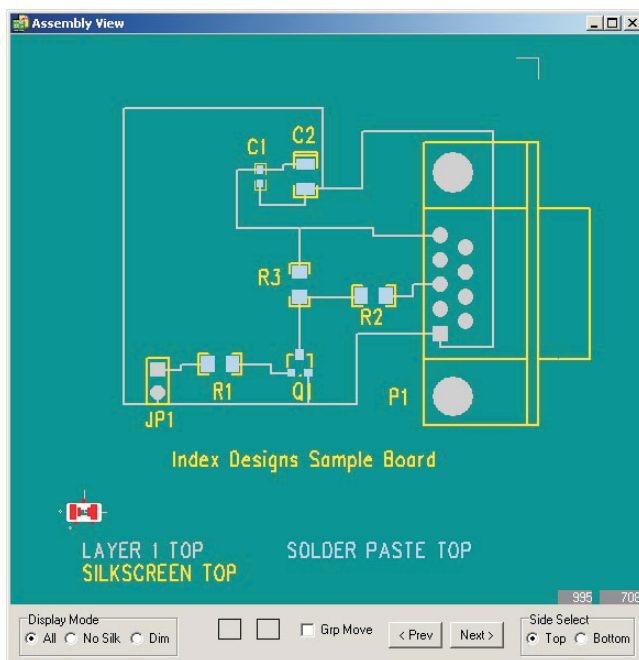 Assembly View
C1
C2
R3
R2
R1
Q1
P1
JP1
Index Designs Sample Board
LAYER 1 TOP
SOLDER PASTE TOP
SILKSCREEN TOP
995 708
Display Mode
All No Silk Dim
Grp Move
< Prev
Next >
Side Select
Top Bottom